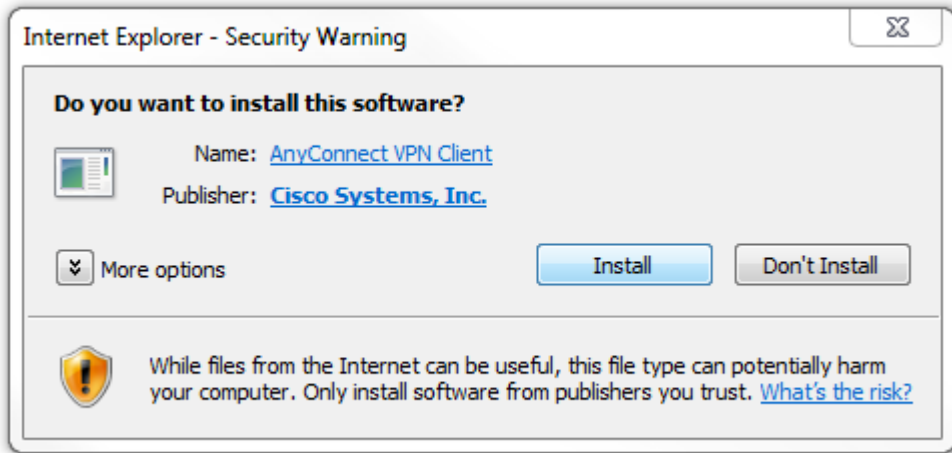 Internet Explorer - Security Warning
Do you want to install this software?
Name: AnyConnect VPN Client
Publisher: Cisco Systems, Inc.
More options
Install
Don't Install
While files from the Internet can be useful, this file type can potentially harm
your computer. Only install software from publishers you trust. What's the risk?